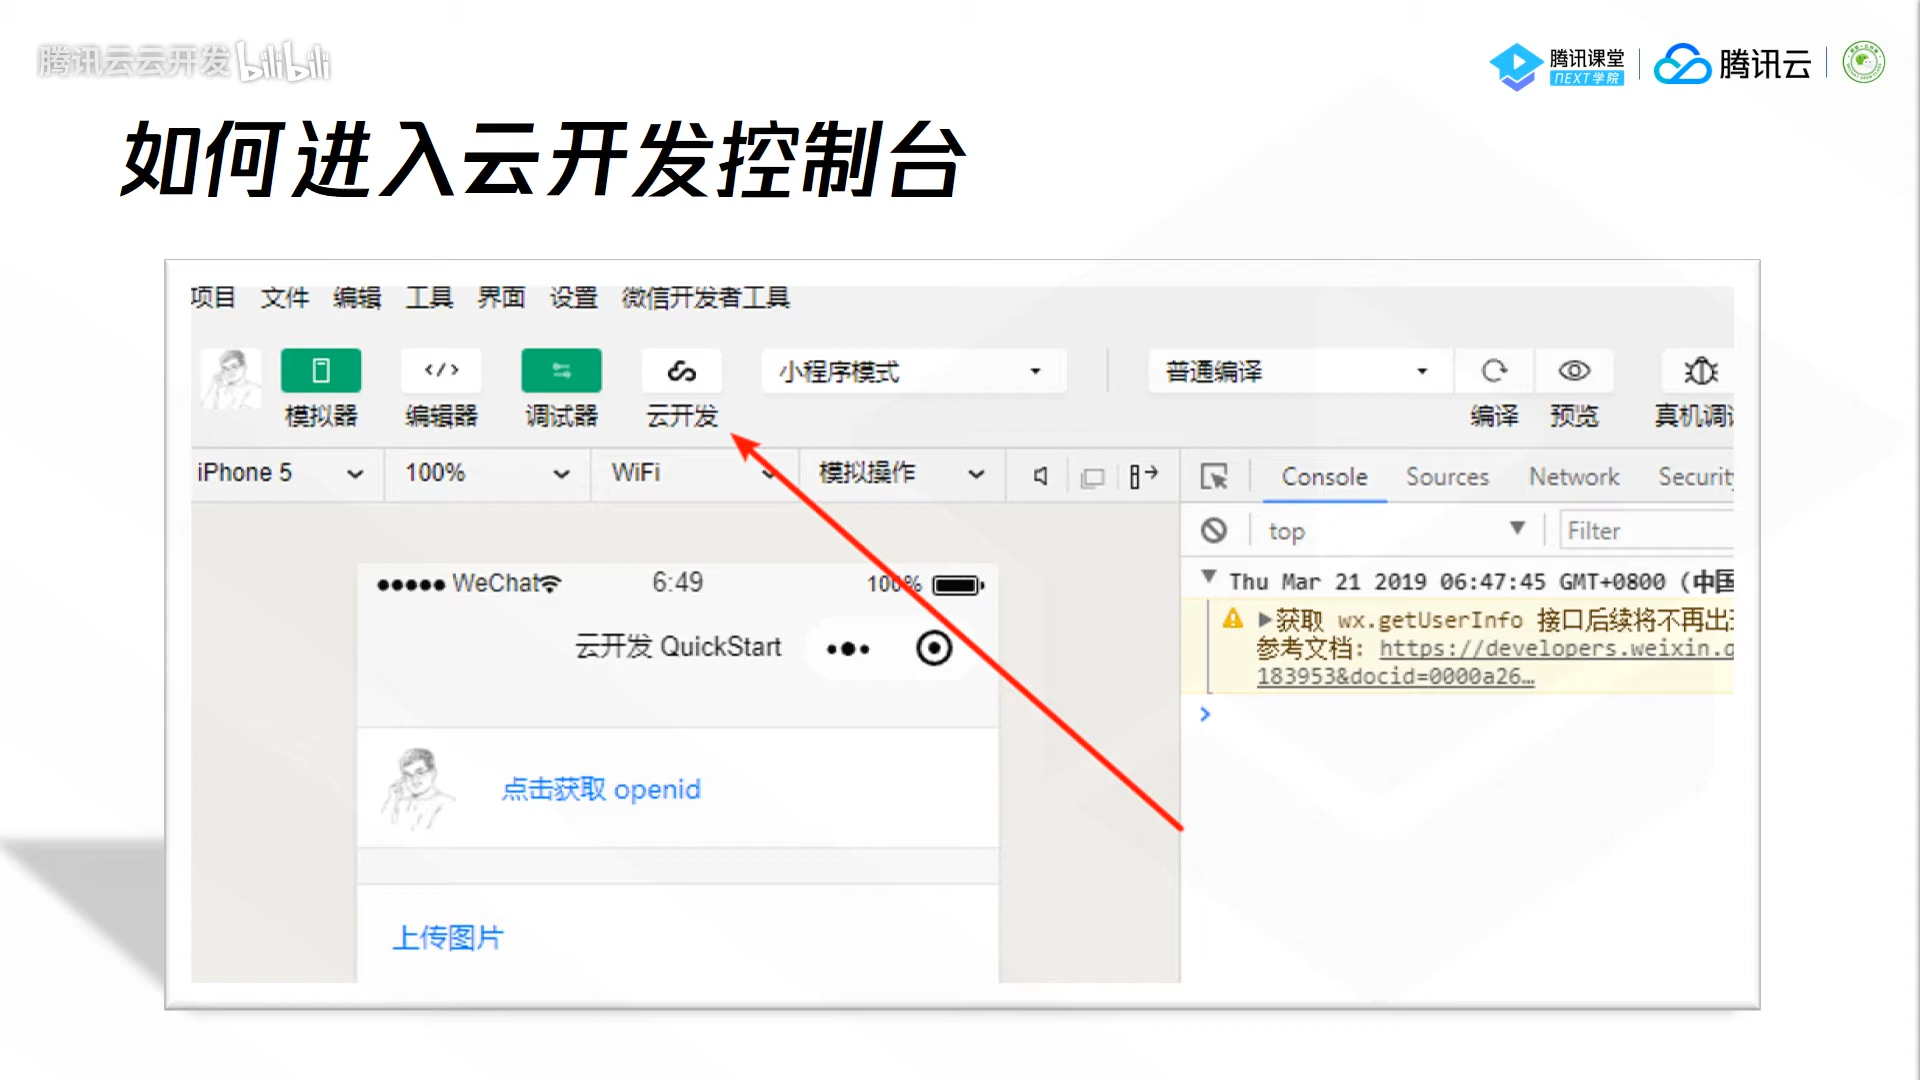 腾讯云云开发 bilibili
腾讯课堂
NEXT学院
腾讯云
如何进入云开发控制台
项目 文件 编辑 工具 界面 设置 微信开发者工具
小程序模式 普通编译
模拟器 编辑器 调试器 云开发 编译 预览 真机调
iPhone 5 100% WiFi 模拟操作
Console Sources Network Securit
top Filter
WeChat 6:49 100%
Thu Mar 21 2019 06:47:45 GMT+0800 (中国
获取 wx.getUserInfo 接口后续将不再出
参考文档: https://developers.weixin.q
183953&docid=0000a26…
云开发 QuickStart
点击获取 openid
上传图片